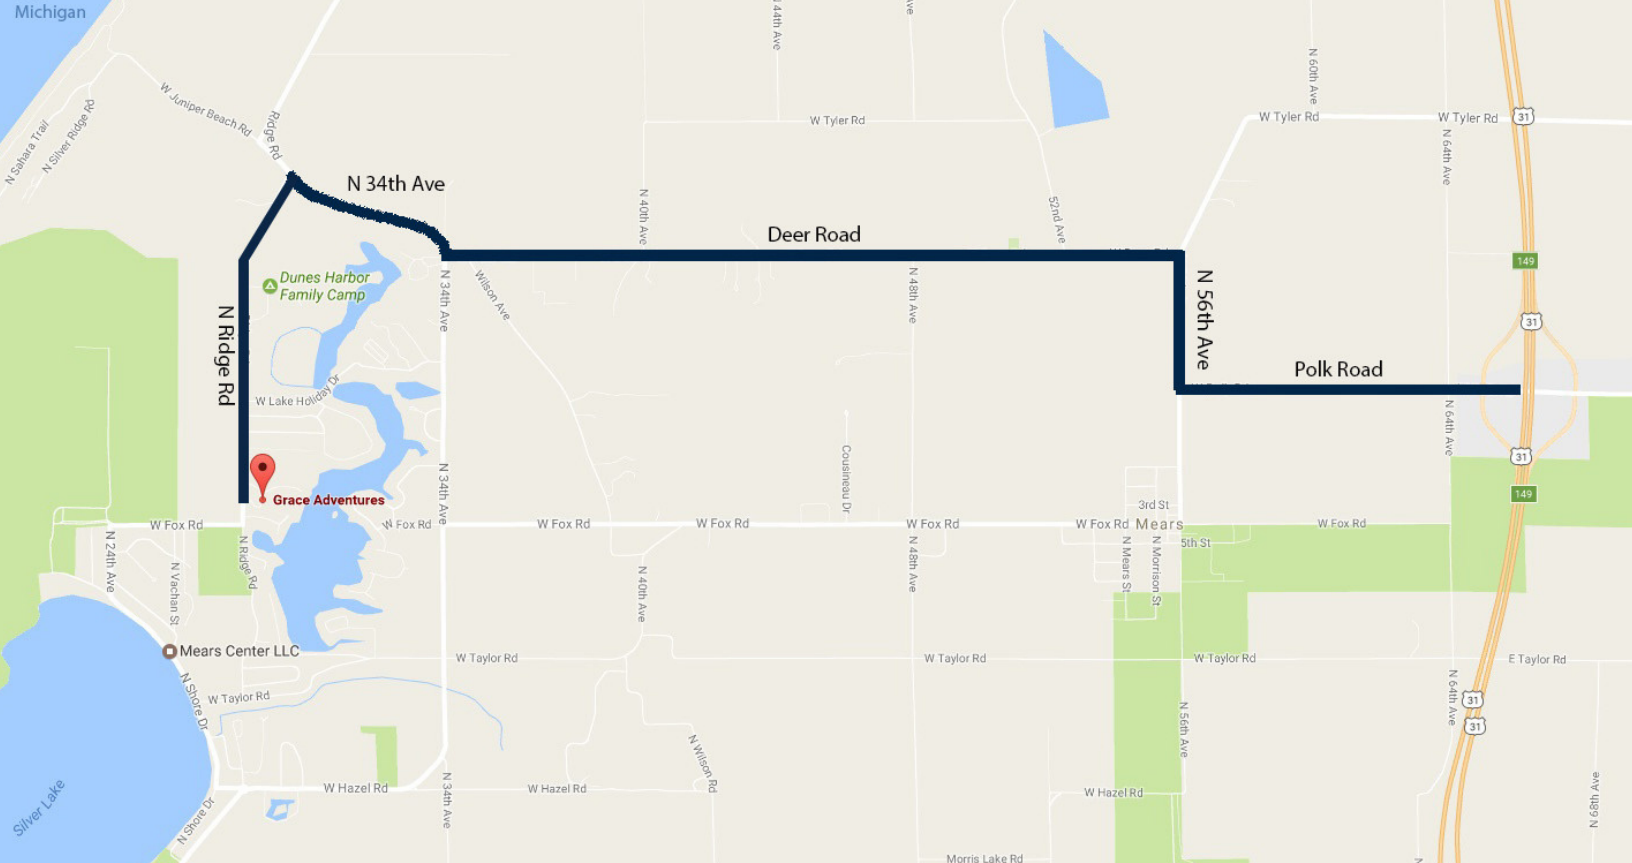 Michigan
N 44th Ave
Ave
N 60th Ave
31
W Juniper Beach Rd
Ridge Rd
N Sahara Trail
N Silver Ridge Rd
W Tyler Rd
W Tyler Rd
W Tyler Rd
N 64th Ave
N 34th Ave
N 40th Ave
52nd Ave
Deer Road
149
Dunes Harbor
Family Camp
N 34th Ave
Wilson Ave
N 48th Ave
N 56th Ave
31
N Ridge Rd
Polk Road
W Lake Holiday Dr
N 64th Ave
Cousineau Dr
31
N 34th Ave
149
Grace Adventures
3rd St
W Fox Rd
W Fox Rd
W Fox Rd
W Fox Rd
W Fox Rd
W Fox Rd
Mears
W Fox Rd
5th St
N 24th Ave
N Vachan St
N Ridge Rd
N 40th Ave
N 48th Ave
N Mears St
N Morrison St
Mears Center LLC
W Taylor Rd
W Taylor Rd
W Taylor Rd
E Taylor Rd
N Shore Dr
W Taylor Rd
N 64th Ave
31
31
N 56th Ave
N Wilson Rd
N 34th Ave
W Hazel Rd
W Hazel Rd
W Hazel Rd
N 68th Ave
Silver Lake
N Shore Dr
Morris Lake Rd
N